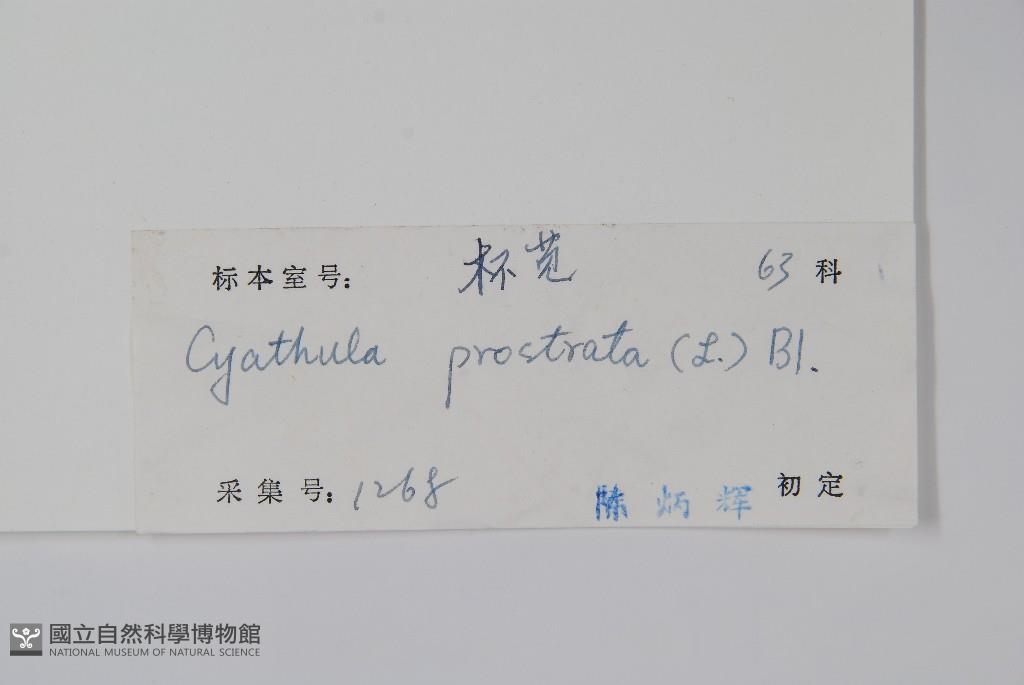 标本室号： 杯苋 63 科
Cyathula prostrata (L.) Bl.
采集号：1268 陈炳辉 初定
國立自然科學博物館
NATIONAL MUSEUM OF NATURAL SCIENCE